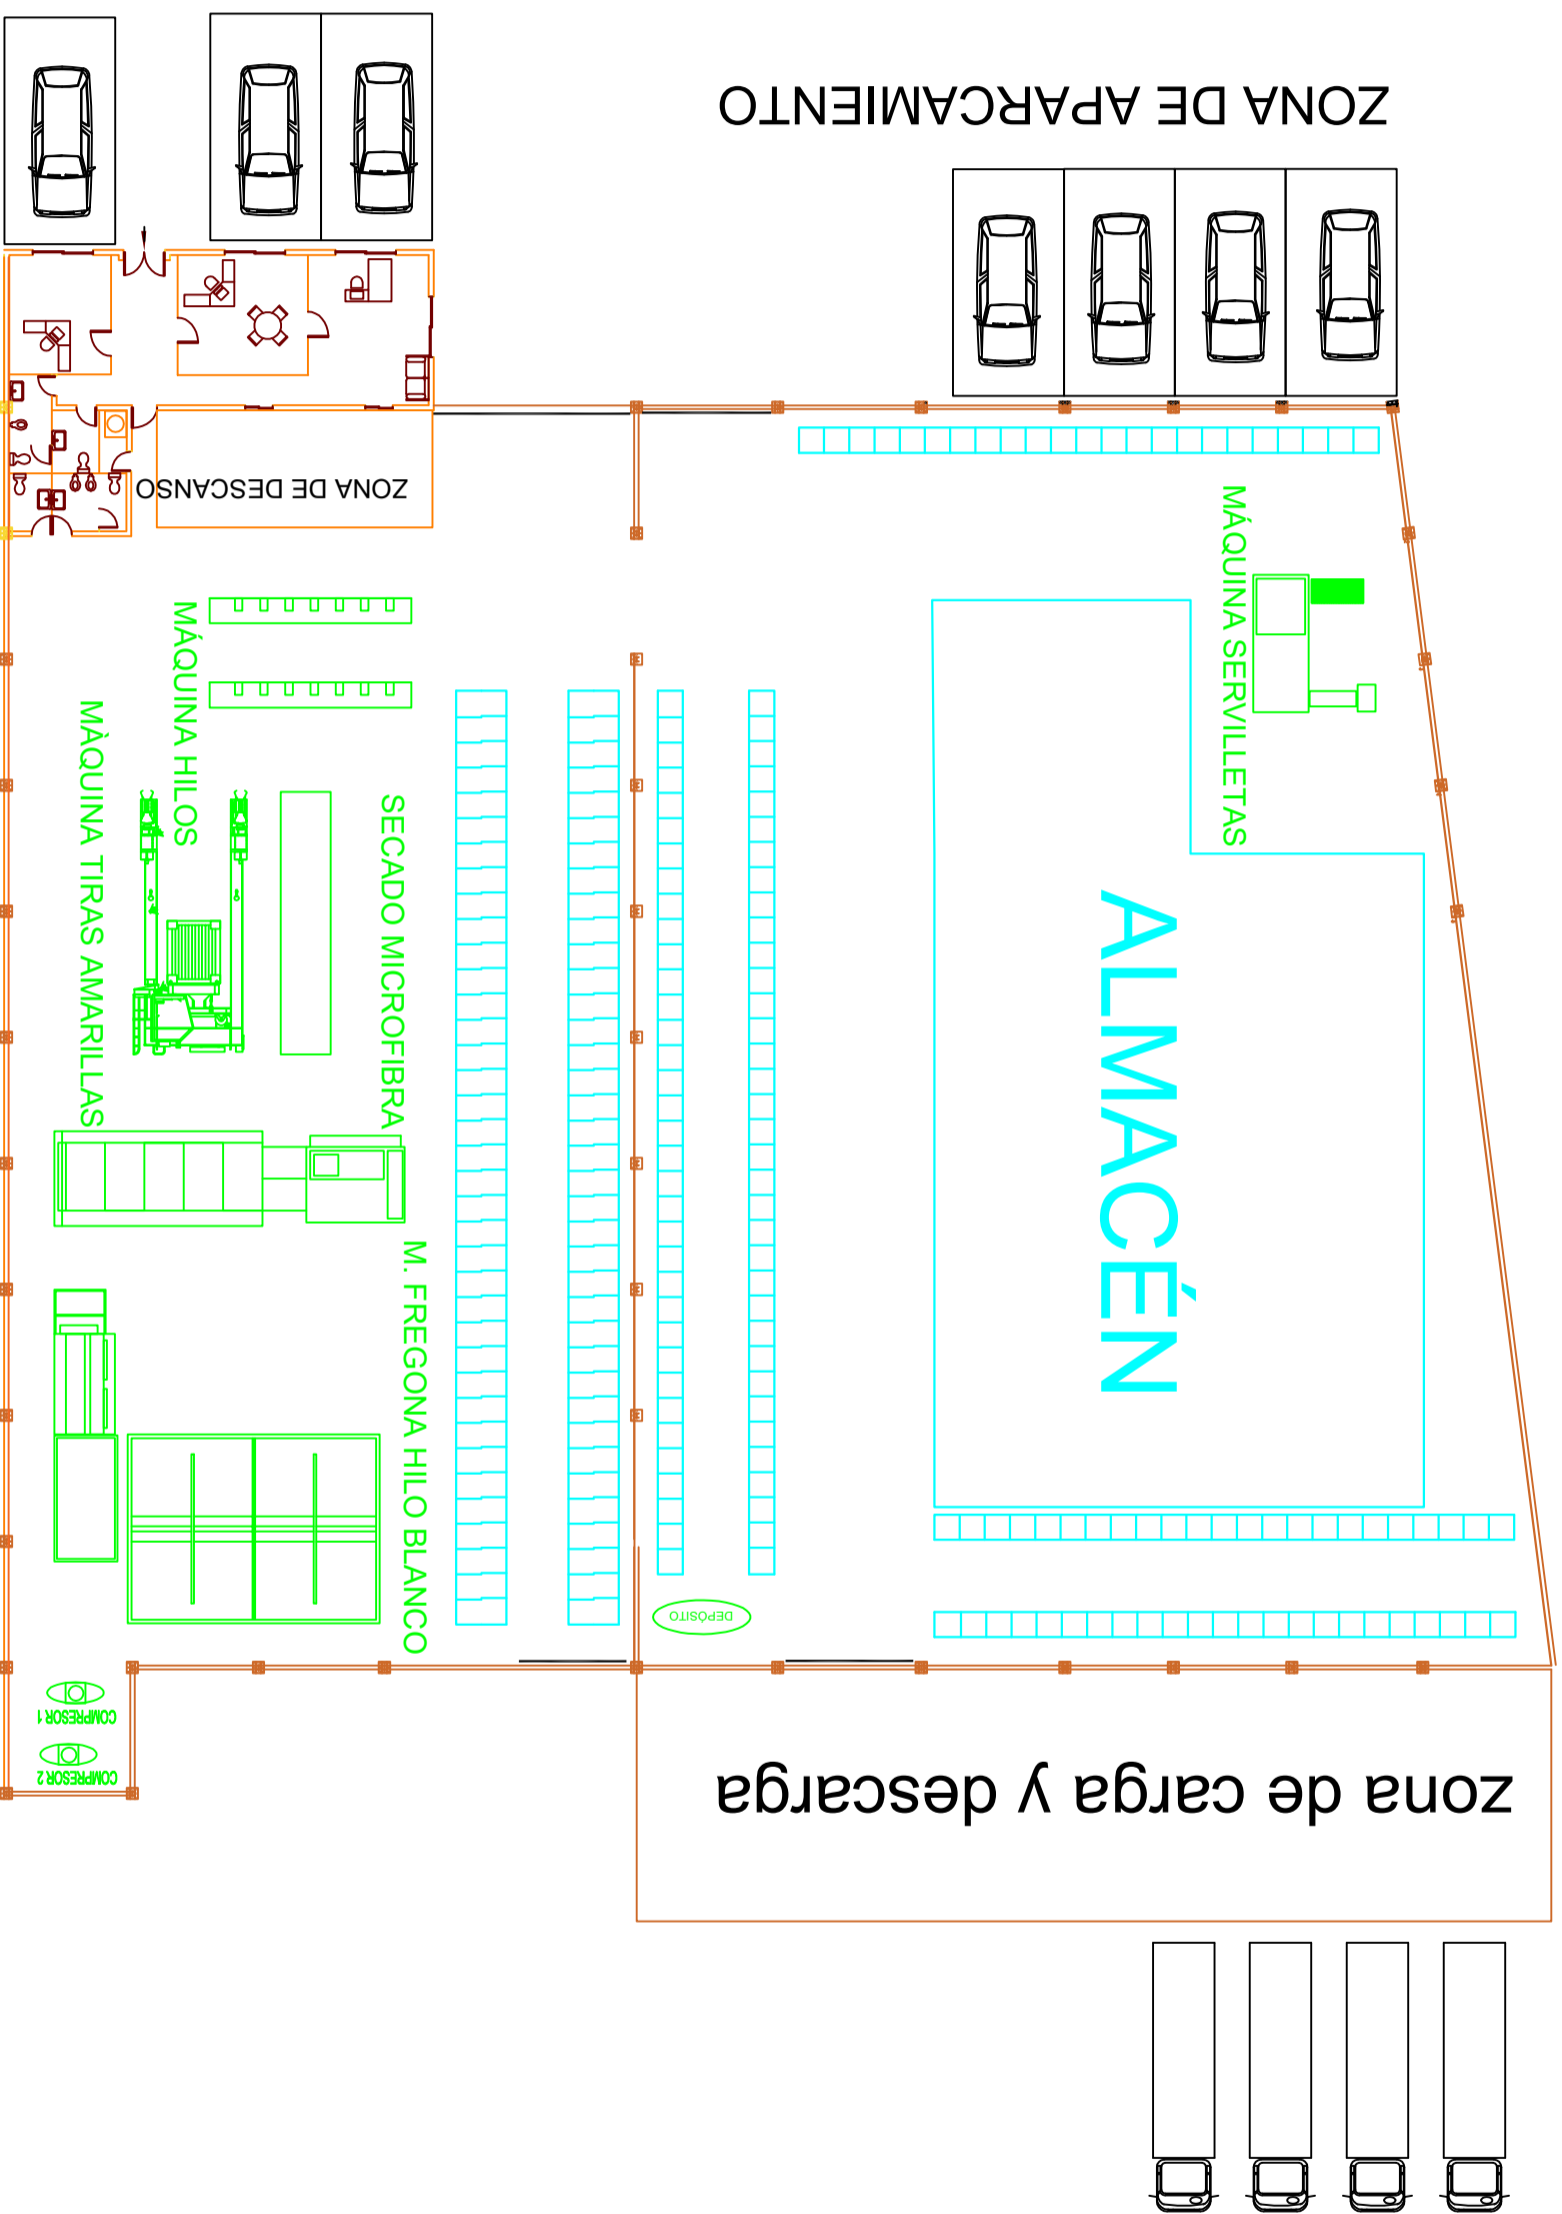 ZONA DE APARCAMIENTO
ZONA DE DESCANSO
MÁQUINA SERVILLETAS
MÁQUINA HILOS
MÀQUINA TIRAS AMARILLAS
SECADO MICROFIBRA
ALMACÉN
M. FREGONA HILO BLANCO
DEPÓSITO
COMPRESOR 1
COMPRESOR 2
zona de carga y descarga